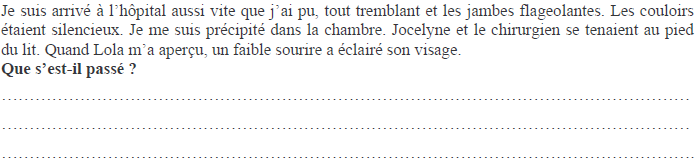 Je suis arrivé à l’hôpital aussi vite que j’ai pu, tout tremblant et les jambes flageolantes. Les couloirs
étaient silencieux. Je me suis précipité dans la chambre. Jocelyne et le chirurgien se tenaient au pied
du lit. Quand Lola m’a aperçu, un faible sourire a éclairé son visage.
Que s’est-il passé ?